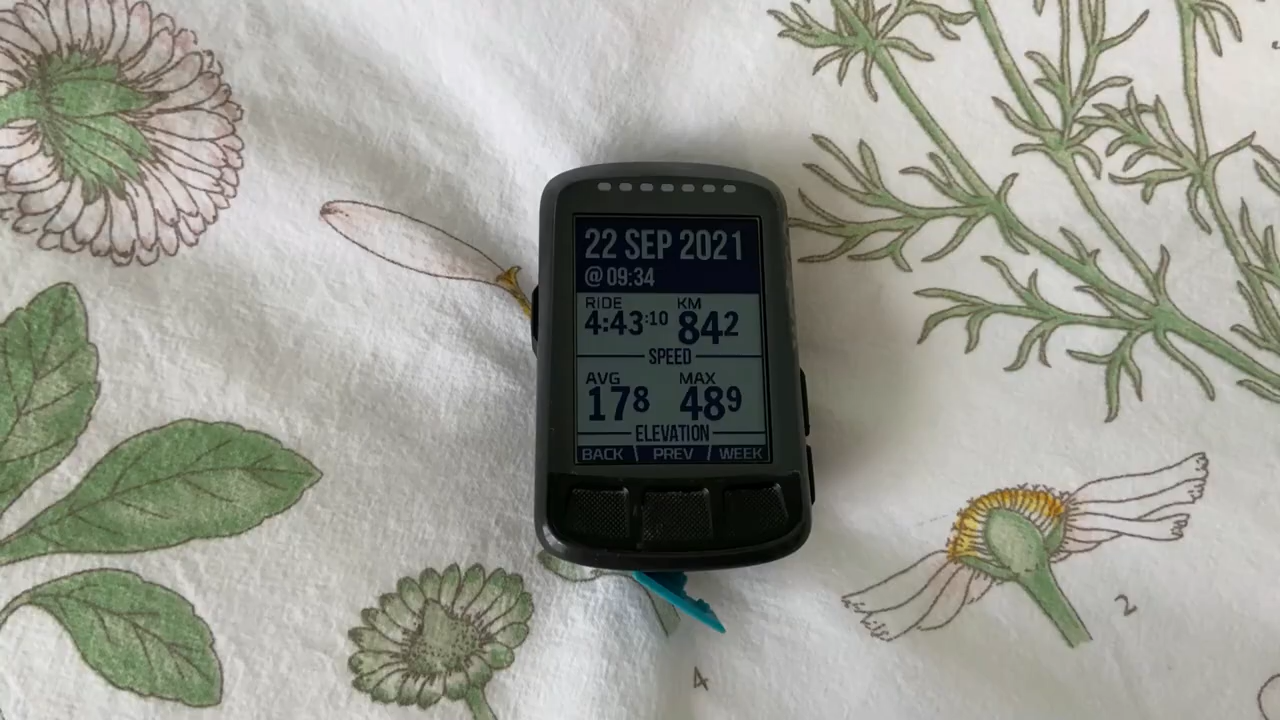 22 SEP 2021
@ 09:34
RIDE KM
4:43:10 842
SPEED
AVG MAX
178 489
ELEVATION
BACK \ PREV / WEEK
2
4